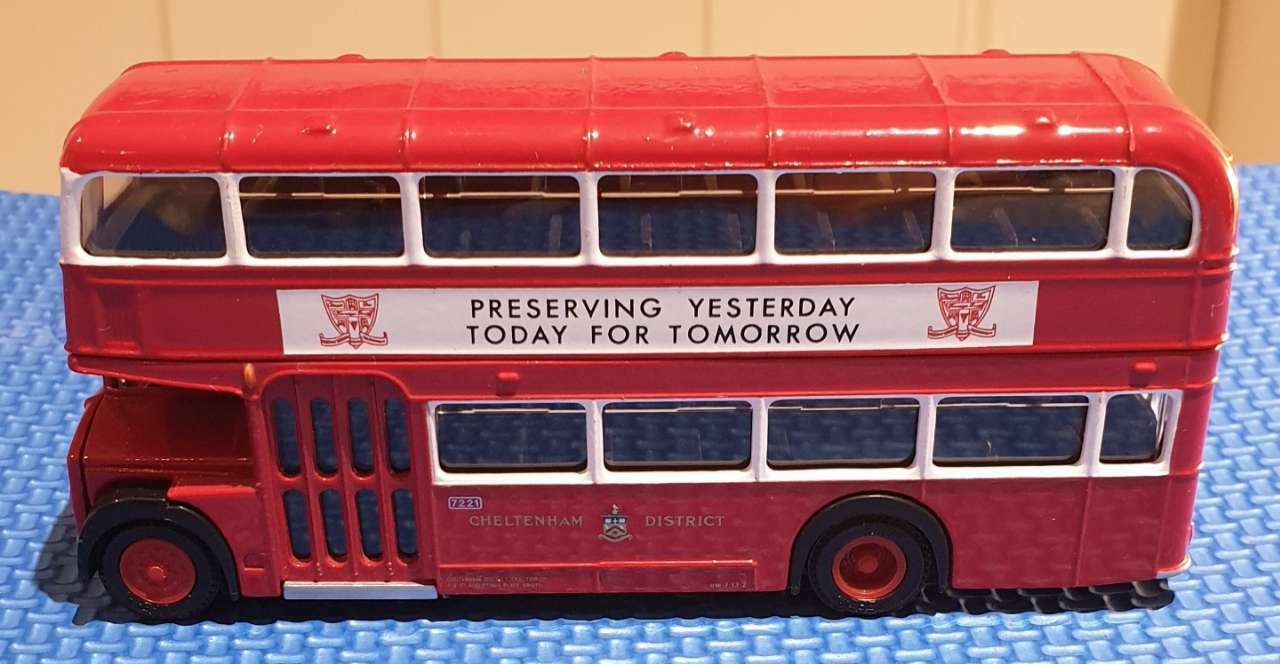 PRESERVING YESTERDAY
TODAY FOR TOMORROW
7221
CHELTENHAM DISTRICT